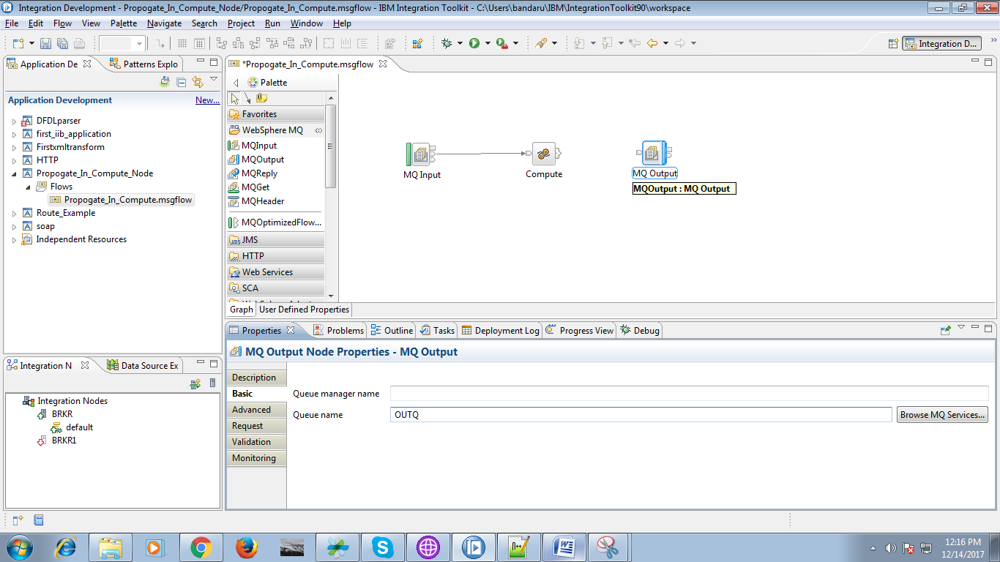 Integration Development - Propogate_In_Compute_Node/Propogate_In_Compute.msgflow - IBM Integration Toolkit - C:\Users\bandaru\IBM\IntegrationToolkit90\workspace
File Edit Flow View Palette Navigate Search Project Run Window Help
Integration D...
Application De
Patterns Explo
Application Development
New...
DFDLparser
first_iib_application
Firstxmltransform
HTTP
Propogate_In_Compute_Node
Flows
Propogate_In_Compute.msgflow
Route_Example
soap
Independent Resources
*Propogate_In_Compute.msgflow
Palette
Favorites
WebSphere MQ
MQInput
MQOutput
MQReply
MQGet
MQHeader
MQOptimizedFlow...
JMS
HTTP
Web Services
SCA
MQ Input
Compute
MQ Output
MQOutput : MQ Output
Graph
User Defined Properties
Integration N
Data Source Ex
Integration Nodes
BRKR
default
BRKR1
Properties
Problems
Outline
Tasks
Deployment Log
Progress View
Debug
MQ Output Node Properties - MQ Output
Description
Basic
Advanced
Request
Validation
Monitoring
Queue manager name
Queue name
OUTQ
Browse MQ Services...
12:16 PM
12/14/2017